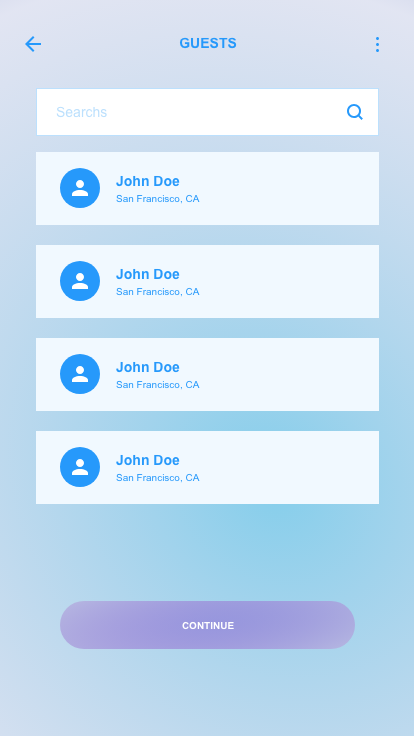 GUESTS
Searchs
John Doe
San Francisco, CA
John Doe
San Francisco, CA
John Doe
San Francisco, CA
John Doe
San Francisco, CA
CONTINUE